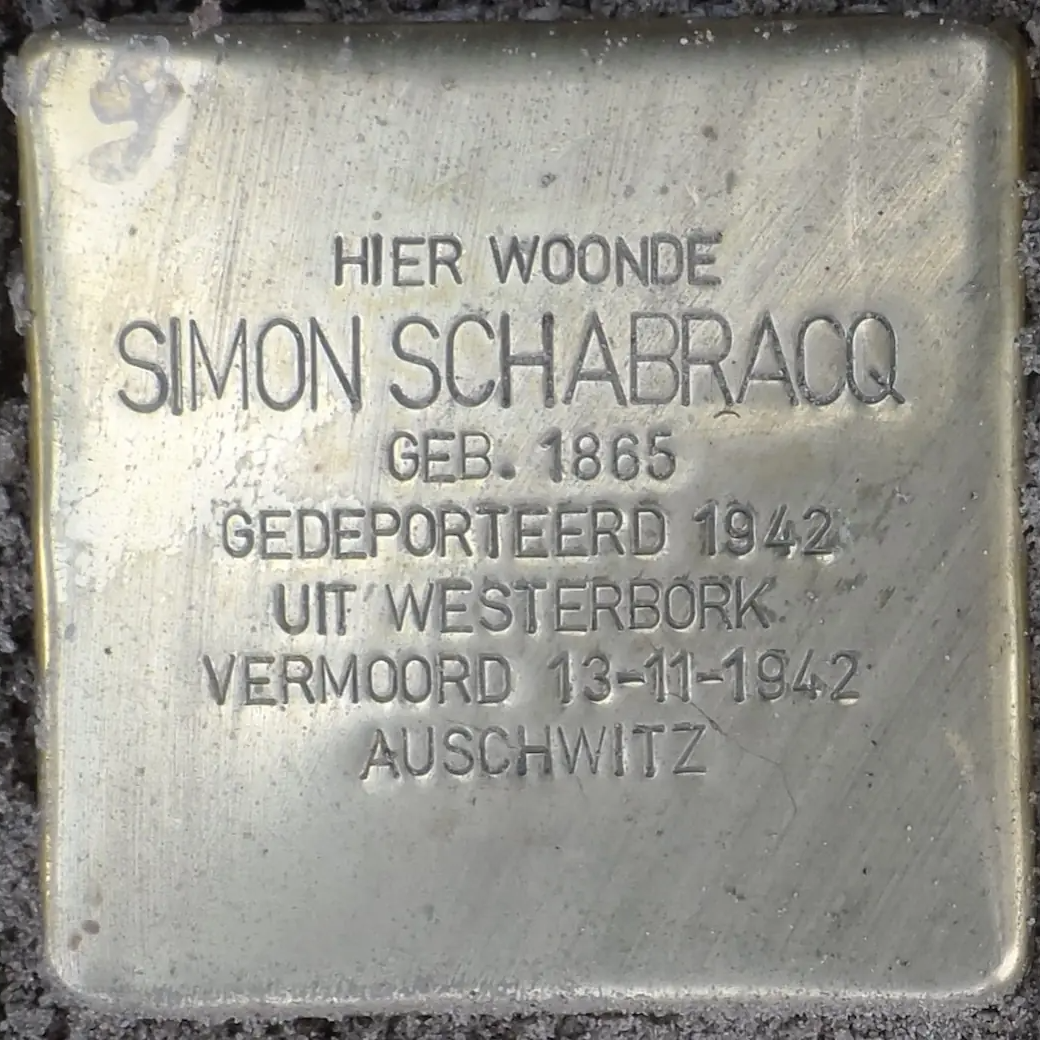 HIER WOONDE
SIMON SCHABRACQ
GEB. 1865
GEDEPORTEERD 1942
UIT WESTERBORK
VERMOORD 13-11-1942
AUSCHWITZ